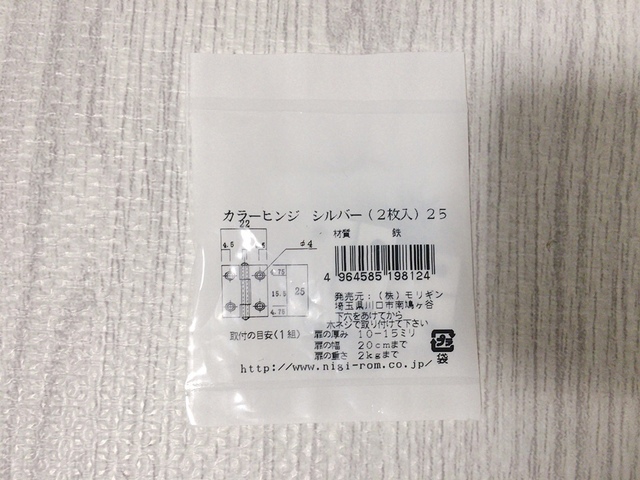 カラーヒンジ シルバー（2枚入）25
材質 鉄
22
4.5
φ4
4.75
15.5
25
4.75
4 964585 198124
発売元：（株）モリギン
埼玉県川口市南鳩ヶ谷
下穴をあけてから
木ネジで取り付けて下さい
取付の目安（1組）
扉の厚み 10－15ミリ
扉の幅 20cmまで
扉の重さ 2kgまで
プラ
袋
http://www.nigi-rom.co.jp/